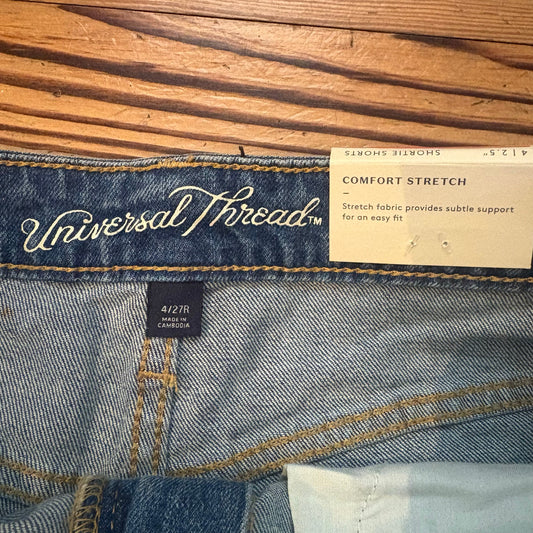 4 | 2.5" SHORTIE SHORTS
COMFORT STRETCH
Stretch fabric provides subtle support
for an easy fit
Universal Thread™
4/27R
MADE IN
CAMBODIA